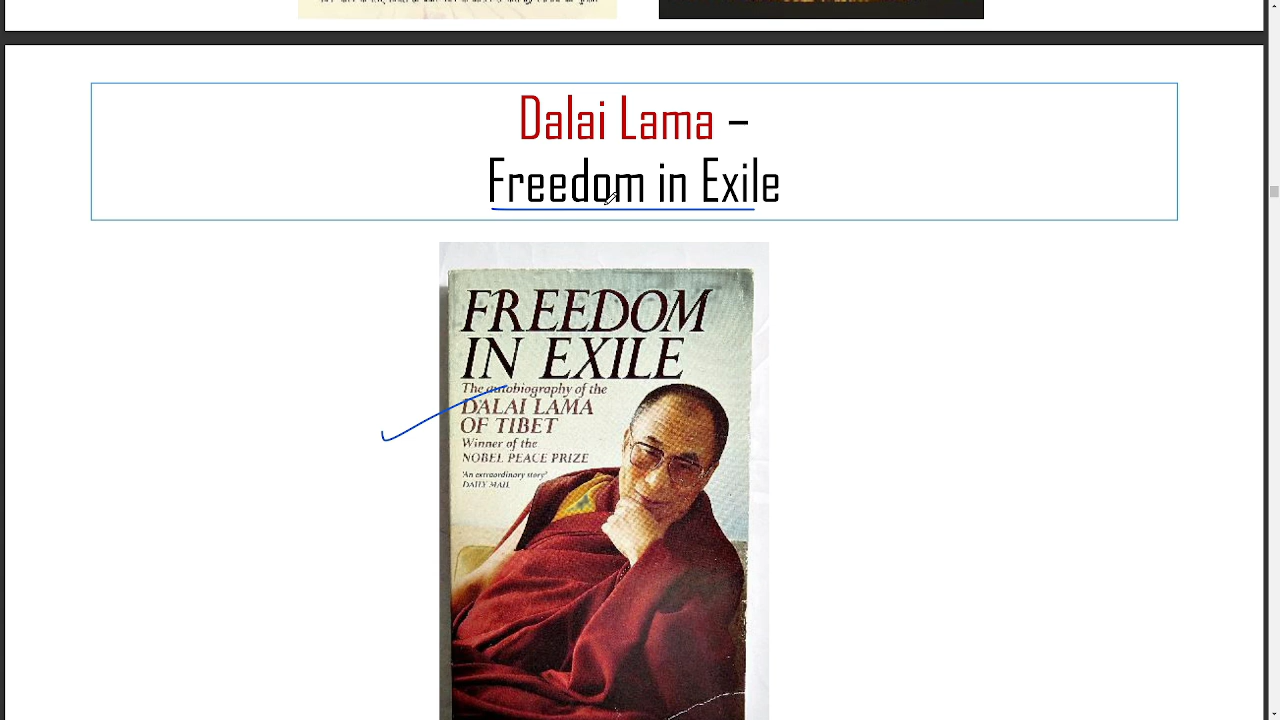 Dalai Lama –
Freedom in Exile
FREEDOM
IN EXILE
The autobiography of the
DALAI LAMA
OF TIBET
Winner of the
NOBEL PEACE PRIZE
'An extraordinary story'
DAILY MAIL